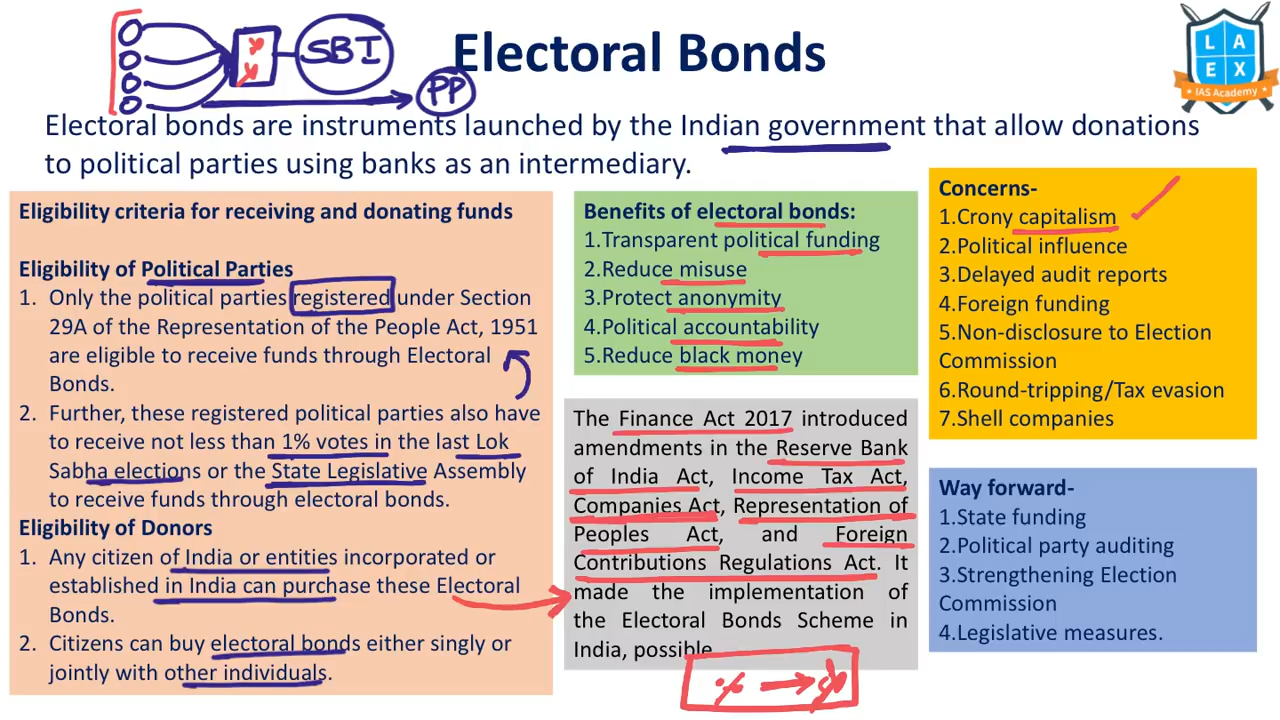 SBI
PP
Electoral Bonds
L A
E X
IAS Academy
Electoral bonds are instruments launched by the Indian government that allow donations
to political parties using banks as an intermediary.
Eligibility criteria for receiving and donating funds
Eligibility of Political Parties
1. Only the political parties registered under Section
29A of the Representation of the People Act, 1951
are eligible to receive funds through Electoral
Bonds.
2. Further, these registered political parties also have
to receive not less than 1% votes in the last Lok
Sabha elections or the State Legislative Assembly
to receive funds through electoral bonds.
Eligibility of Donors
1. Any citizen of India or entities incorporated or
established in India can purchase these Electoral
Bonds.
2. Citizens can buy electoral bonds either singly or
jointly with other individuals.
Benefits of electoral bonds:
1.Transparent political funding
2.Reduce misuse
3.Protect anonymity
4.Political accountability
5.Reduce black money
The Finance Act 2017 introduced
amendments in the Reserve Bank
of India Act, Income Tax Act,
Companies Act, Representation of
Peoples Act, and Foreign
Contributions Regulations Act. It
made the implementation of
the Electoral Bonds Scheme in
India, possible
Concerns-
1.Crony capitalism
2.Political influence
3.Delayed audit reports
4.Foreign funding
5.Non-disclosure to Election
Commission
6.Round-tripping/Tax evasion
7.Shell companies
Way forward-
1.State funding
2.Political party auditing
3.Strengthening Election
Commission
4.Legislative measures.